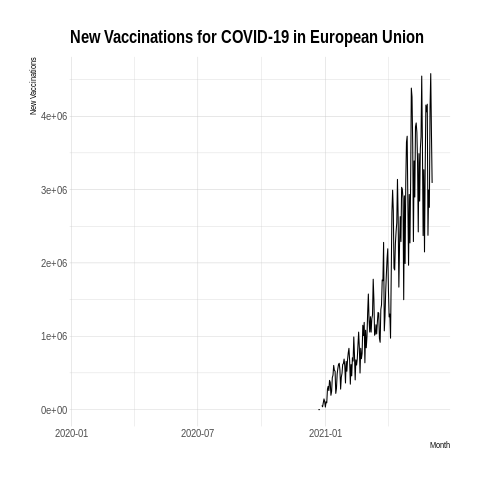 New Vaccinations for COVID-19 in European Union
New Vaccinations
4e+06
3e+06
2e+06
1e+06
0e+00
2020-01
2020-07
2021-01
Month